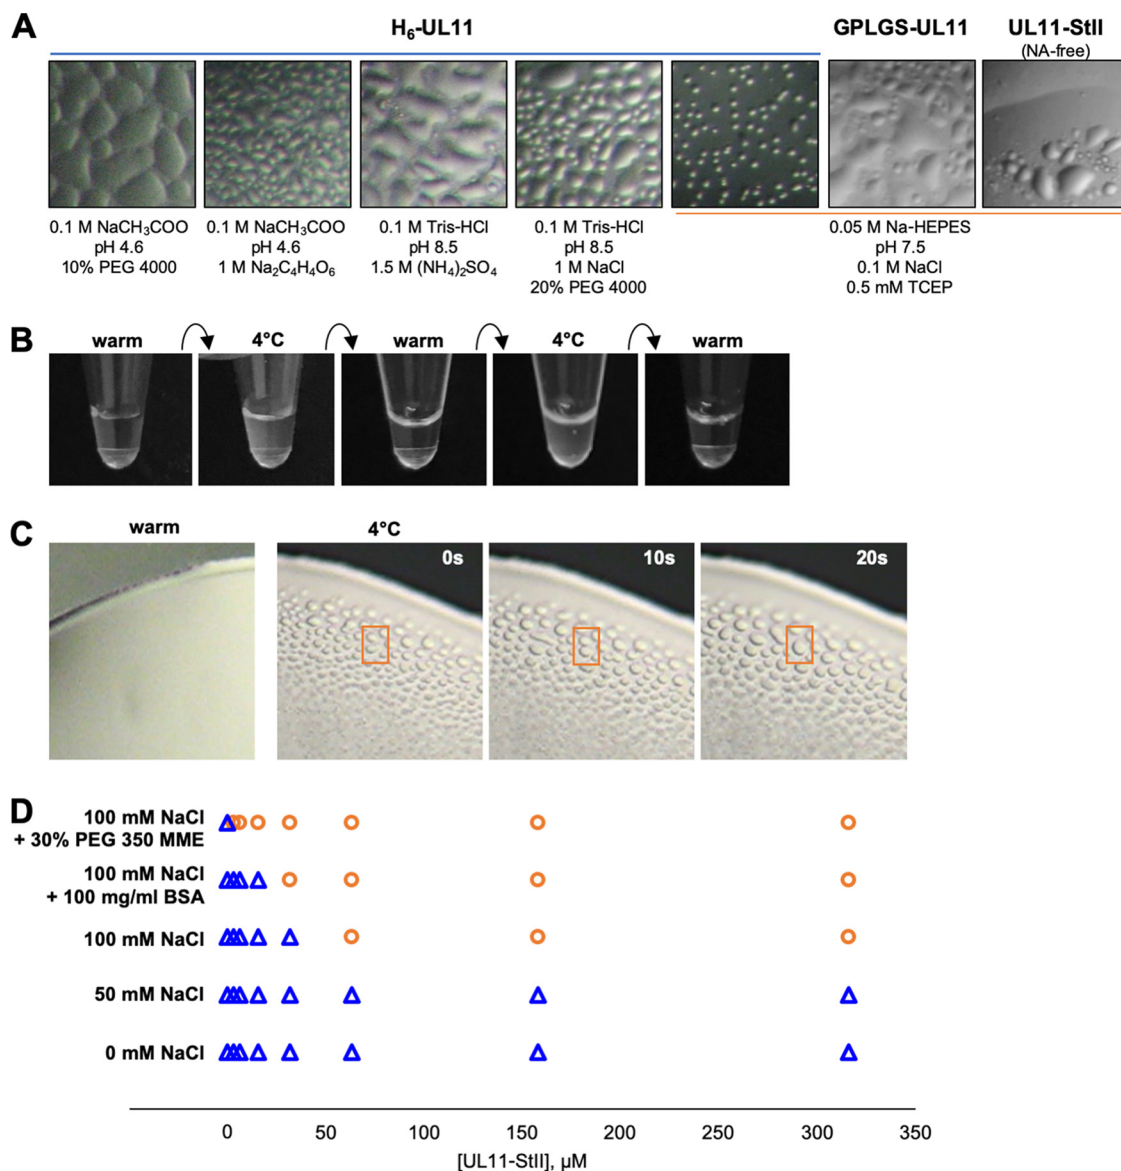 A
H₆-UL11
GPLGS-UL11
UL11-StII
(NA-free)
0.1 M NaCH₃COO
pH 4.6
10% PEG 4000
0.1 M NaCH₃COO
pH 4.6
1 M Na₂C₄H₄O₆
0.1 M Tris-HCl
pH 8.5
1.5 M (NH₄)₂SO₄
0.1 M Tris-HCl
pH 8.5
1 M NaCl
20% PEG 4000
0.05 M Na-HEPES
pH 7.5
0.1 M NaCl
0.5 mM TCEP
B
warm
4°C
warm
4°C
warm
C
warm
4°C
0s
10s
20s
D
100 mM NaCl
+ 30% PEG 350 MME
100 mM NaCl
+ 100 mg/ml BSA
100 mM NaCl
50 mM NaCl
0 mM NaCl
0 50 100 150 200 250 300 350
[UL11-StII], µM